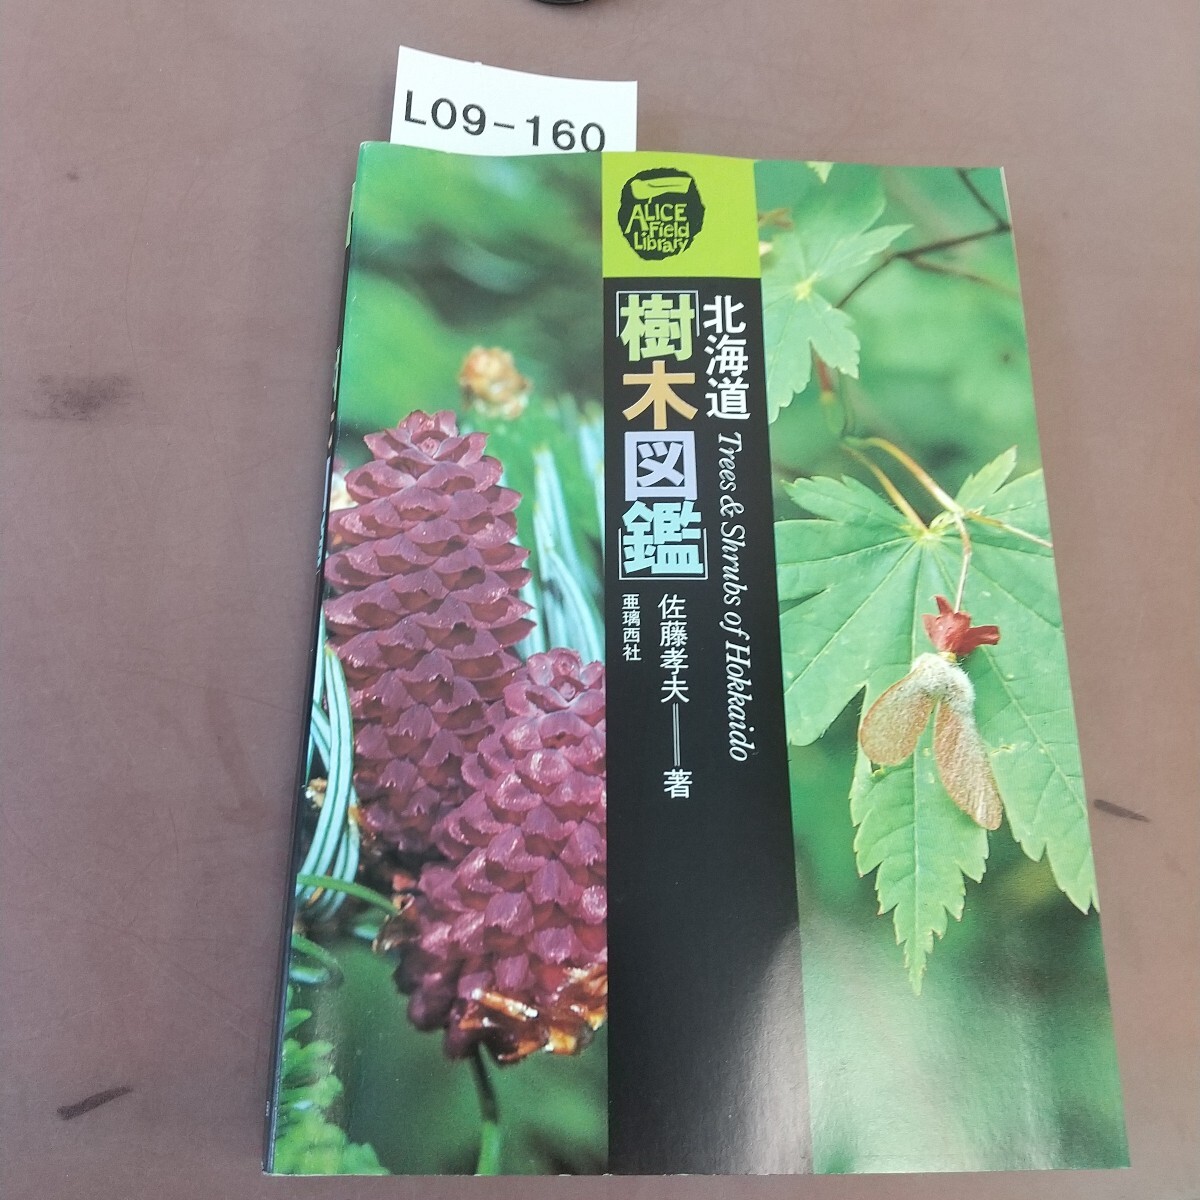 L09-160
ALICE
Field
Library
北海道
樹木図鑑
Trees & Shrubs of Hokkaido
佐藤孝夫＝著
亜璃西社